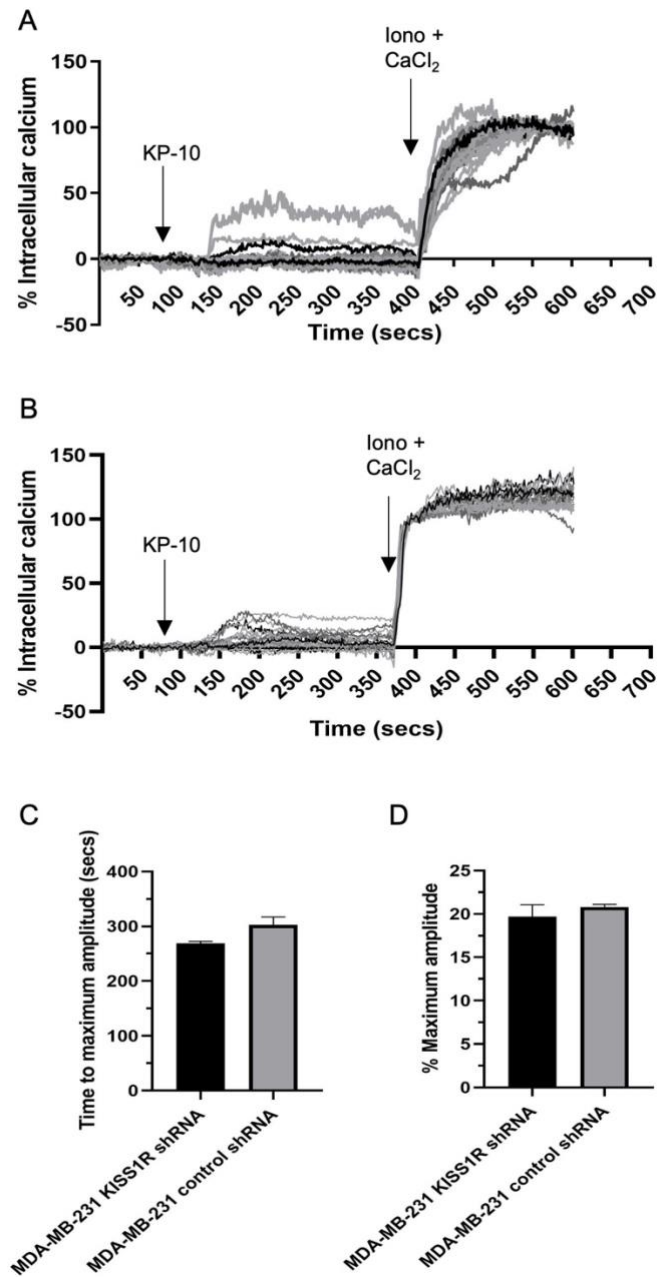 A
Iono +
CaCl2
KP-10
% Intracellular calcium
150
100
50
0
-50
50 100 150 200 250 300 350 400 450 500 550 600 650 700
Time (secs)
B
Iono +
CaCl2
KP-10
% Intracellular calcium
150
100
50
0
-50
50 100 150 200 250 300 350 400 450 500 550 600 650 700
Time (secs)
C
Time to maximum amplitude (secs)
400
300
200
100
0
MDA-MB-231 KISS1R shRNA
MDA-MB-231 control shRNA
D
% Maximum amplitude
25
20
15
10
5
0
MDA-MB-231 KISS1R shRNA
MDA-MB-231 control shRNA